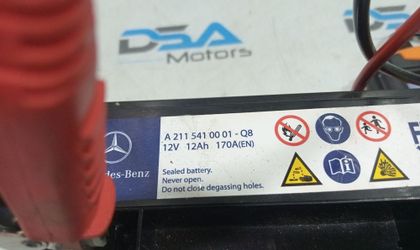 DSA
Motors
A 211 541 00 01 - Q8
12V 12Ah 170A(EN)
des-Benz
Sealed battery.
Never open.
Do not close degassing holes.